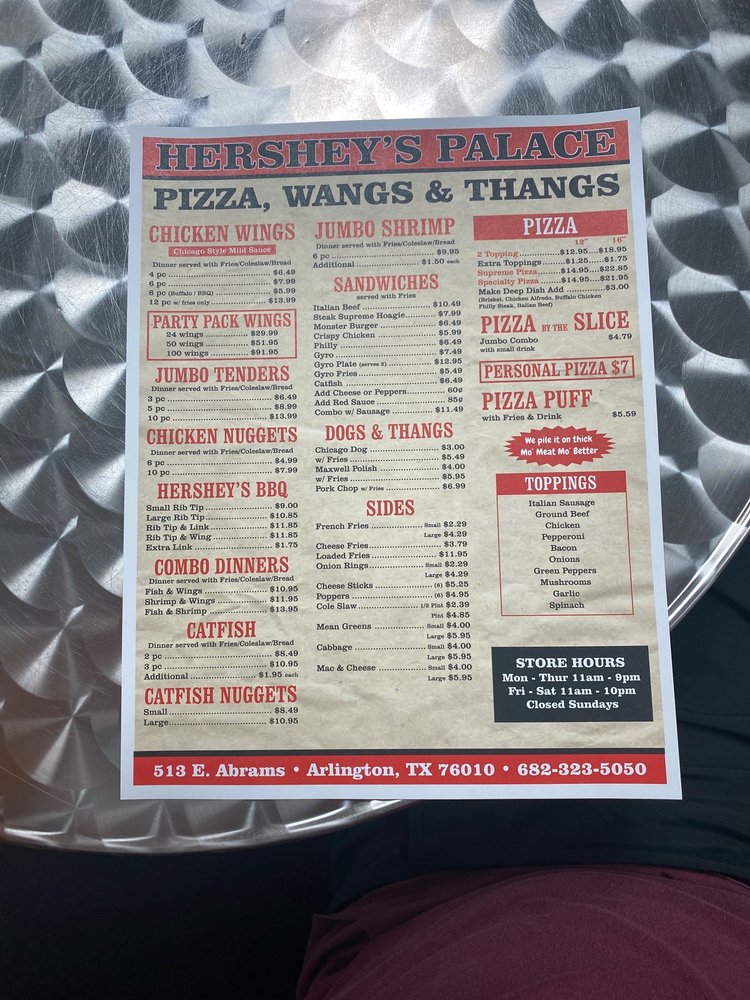 HERSHEY'S PALACE
PIZZA, WANGS & THANGS
CHICKEN WINGS
Chicago Style Mild Sauce
Dinner served with Fries/Coleslaw/Bread
4 pc $6.49
6 pc $7.99
6 pc (Buffalo / BBQ) $5.99
12 pc w/ fries only $13.99
PARTY PACK WINGS
24 wings $29.99
50 wings $51.95
100 wings $91.95
JUMBO TENDERS
Dinner served with Fries/Coleslaw/Bread
3 pc $6.49
5 pc $8.99
10 pc $13.99
CHICKEN NUGGETS
Dinner served with Fries/Coleslaw/Bread
6 pc $4.99
10 pc $7.99
HERSHEY'S BBQ
Small Rib Tip $9.00
Large Rib Tip $10.85
Rib Tip & Link $11.85
Rib Tip & Wing $11.85
Extra Link $1.75
COMBO DINNERS
Dinner served with Fries/Coleslaw/Bread
Fish & Wings $10.95
Shrimp & Wings $11.95
Fish & Shrimp $13.95
CATFISH
Dinner served with Fries/Coleslaw/Bread
2 pc $8.49
3 pc $10.95
Additional $1.95 each
CATFISH NUGGETS
Small $8.49
Large $10.95
JUMBO SHRIMP
Dinner served with Fries/Coleslaw/Bread
6 pc $9.95
Additional $1.50 each
SANDWICHES
served with Fries
Italian Beef $10.49
Steak Supreme Hoagie $7.99
Monster Burger $6.49
Crispy Chicken $5.99
Philly $6.49
Gyro $7.49
Gyro Plate (serves 2) $12.95
Gyro Fries $5.49
Catfish $6.49
Add Cheese or Peppers 60¢
Add Red Sauce 85¢
Combo w/ Sausage $11.49
DOGS & THANGS
Chicago Dog $3.00
w/ Fries $5.49
Maxwell Polish $4.00
w/ Fries $5.95
Pork Chop w/ Fries $6.99
SIDES
French Fries Small $2.29
Large $4.29
Cheese Fries $3.79
Loaded Fries $11.95
Onion Rings Small $2.29
Large $4.29
Cheese Sticks (6) $5.25
Poppers (6) $4.95
Cole Slaw 1/2 Pint $2.39
Pint $4.85
Mean Greens Small $4.00
Large $5.95
Cabbage Small $4.00
Large $5.95
Mac & Cheese Small $4.00
Large $5.95
PIZZA
12" 16"
2 Topping $12.95 $18.95
Extra Toppings $1.25 $1.75
Supreme Pizza $14.95 $22.85
Specialty Pizza $14.95 $21.95
Make Deep Dish Add $3.00
(Brisket, Chicken Alfredo, Buffalo Chicken
Philly Steak, Italian Beef)
PIZZA BY THE SLICE
Jumbo Combo $4.79
with small drink
PERSONAL PIZZA $7
PIZZA PUFF
with Fries & Drink $5.59
We pile it on thick
Mo' Meat Mo' Better
TOPPINGS
Italian Sausage
Ground Beef
Chicken
Pepperoni
Bacon
Onions
Green Peppers
Mushrooms
Garlic
Spinach
STORE HOURS
Mon - Thur 11am - 9pm
Fri - Sat 11am - 10pm
Closed Sundays
513 E. Abrams • Arlington, TX 76010 • 682-323-5050